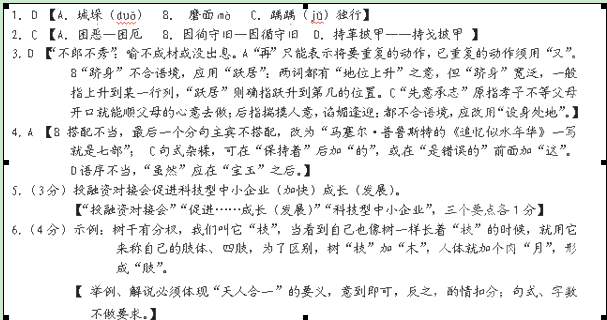 1. D 【A. 城垛（duǒ） B. 磨面mò C. 踽踽（jǔ）独行】
2. C 【A. 困恶—困厄 B. 囿徇守旧—因循守旧 D. 持革披甲——持戈披甲 】
3. D 【“不郎不秀”：喻不成材或没出息。A“再”只能表示将要重复的动作，已重复的动作须用“又”。
B“跻身”不合语境，应用“跃居”：两词都有“地位上升”之意，但“跻身”宽泛，一般
指上升到某一行列，“跃居”则确指跃升到第几的位置。C“先意承志”原指孝子不等父母
开口就能顺父母的心意去做；后指揣摸人意，谄媚逢迎；都不合语境，应改用“设身处地”。】
4. A 【B 搭配不当，最后一个分句主宾不搭配，改为“马塞尔·普鲁斯特的《追忆似水年华》一写
就是七部”； C 句式杂糅，可在“保持着”后加“的”，或在“是错误的”前面加“这”。
D语序不当，“虽然”应在“宝玉”之后。】
5.（3分）投融资对接会促进科技型中小企业（加快）成长（发展）。
【“投融资对接会”“促进……成长（发展）”“科技型中小企业”，三个要点各1分】
6.（4分）示例：树干有分杈，我们叫它“枝”，当看到自己也像树一样长着“枝”的时候，就用它
来称自己的肢体、四肢，为了区别，树“枝”加“木”，人体就加个肉“月”，形
成“肢”。
【 举例、解说必须体现“天人合一”的要义，意到即可，反之，酌情扣分；句式、字数
不做要求。】